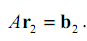 Ar₂ = b₂.